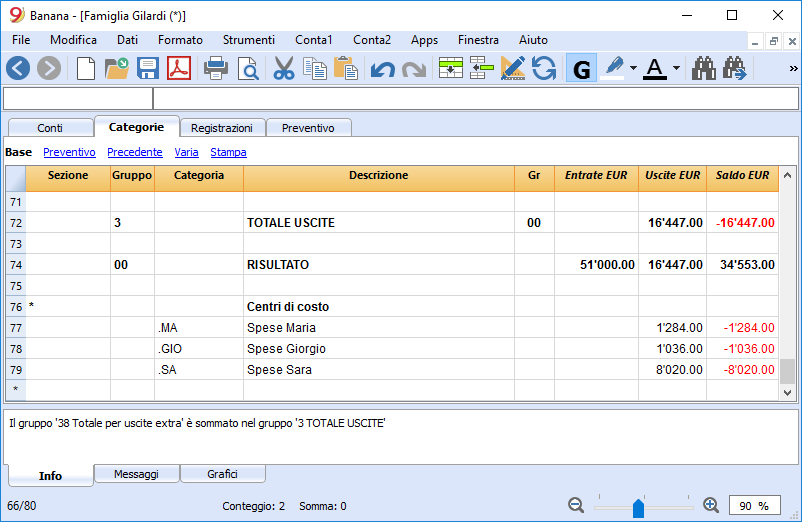 9 Banana - [Famiglia Gilardi (*)]
File Modifica Dati Formato Strumenti Conta1 Conta2 Apps Finestra Aiuto
G A »
Conti Categorie Registrazioni Preventivo
Base Preventivo Precedente Varia Stampa
Sezione Gruppo Categoria Descrizione Gr Entrate EUR Uscite EUR Saldo EUR
71
72 3 TOTALE USCITE 00 16'447.00 -16'447.00
73
74 00 RISULTATO 51'000.00 16'447.00 34'553.00
75
76 * Centri di costo
77 .MA Spese Maria 1'284.00 -1'284.00
78 .GIO Spese Giorgio 1'036.00 -1'036.00
79 .SA Spese Sara 8'020.00 -8'020.00
*
Il gruppo '38 Totale per uscite extra' è sommato nel gruppo '3 TOTALE USCITE'
Info Messaggi Grafici
66/80 Conteggio: 2 Somma: 0 90 %